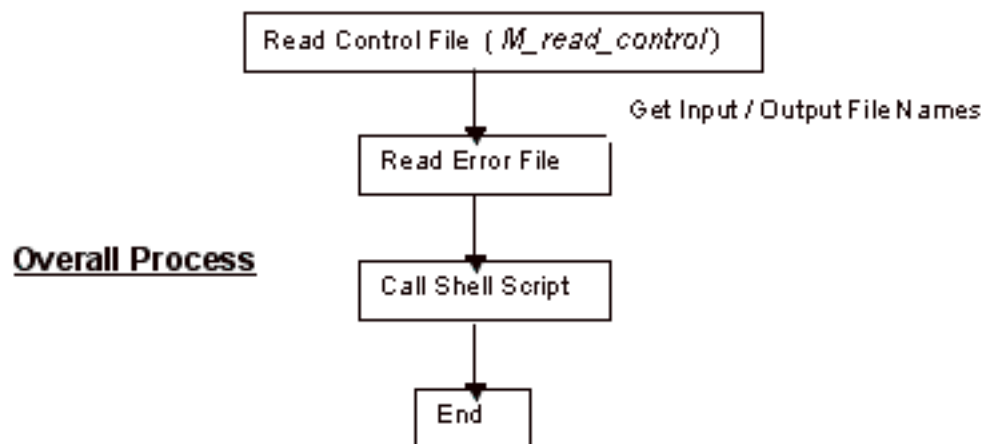 Read Control File ( M_read_control)
Get Input / Output File Names
Read Error File
Overall Process
Call Shell Script
End